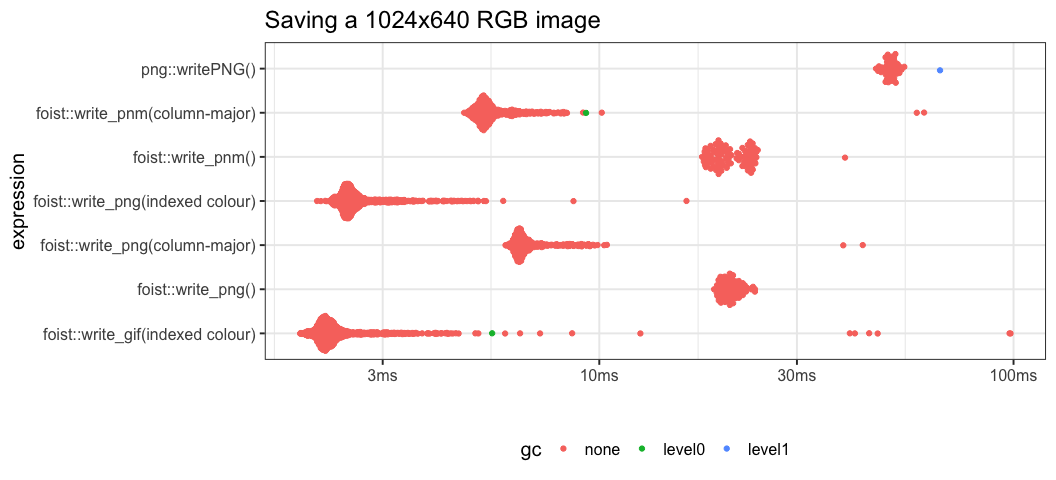 Saving a 1024x640 RGB image
expression
png::writePNG()
foist::write_pnm(column-major)
foist::write_pnm()
foist::write_png(indexed colour)
foist::write_png(column-major)
foist::write_png()
foist::write_gif(indexed colour)
3ms 10ms 30ms 100ms
gc none level0 level1